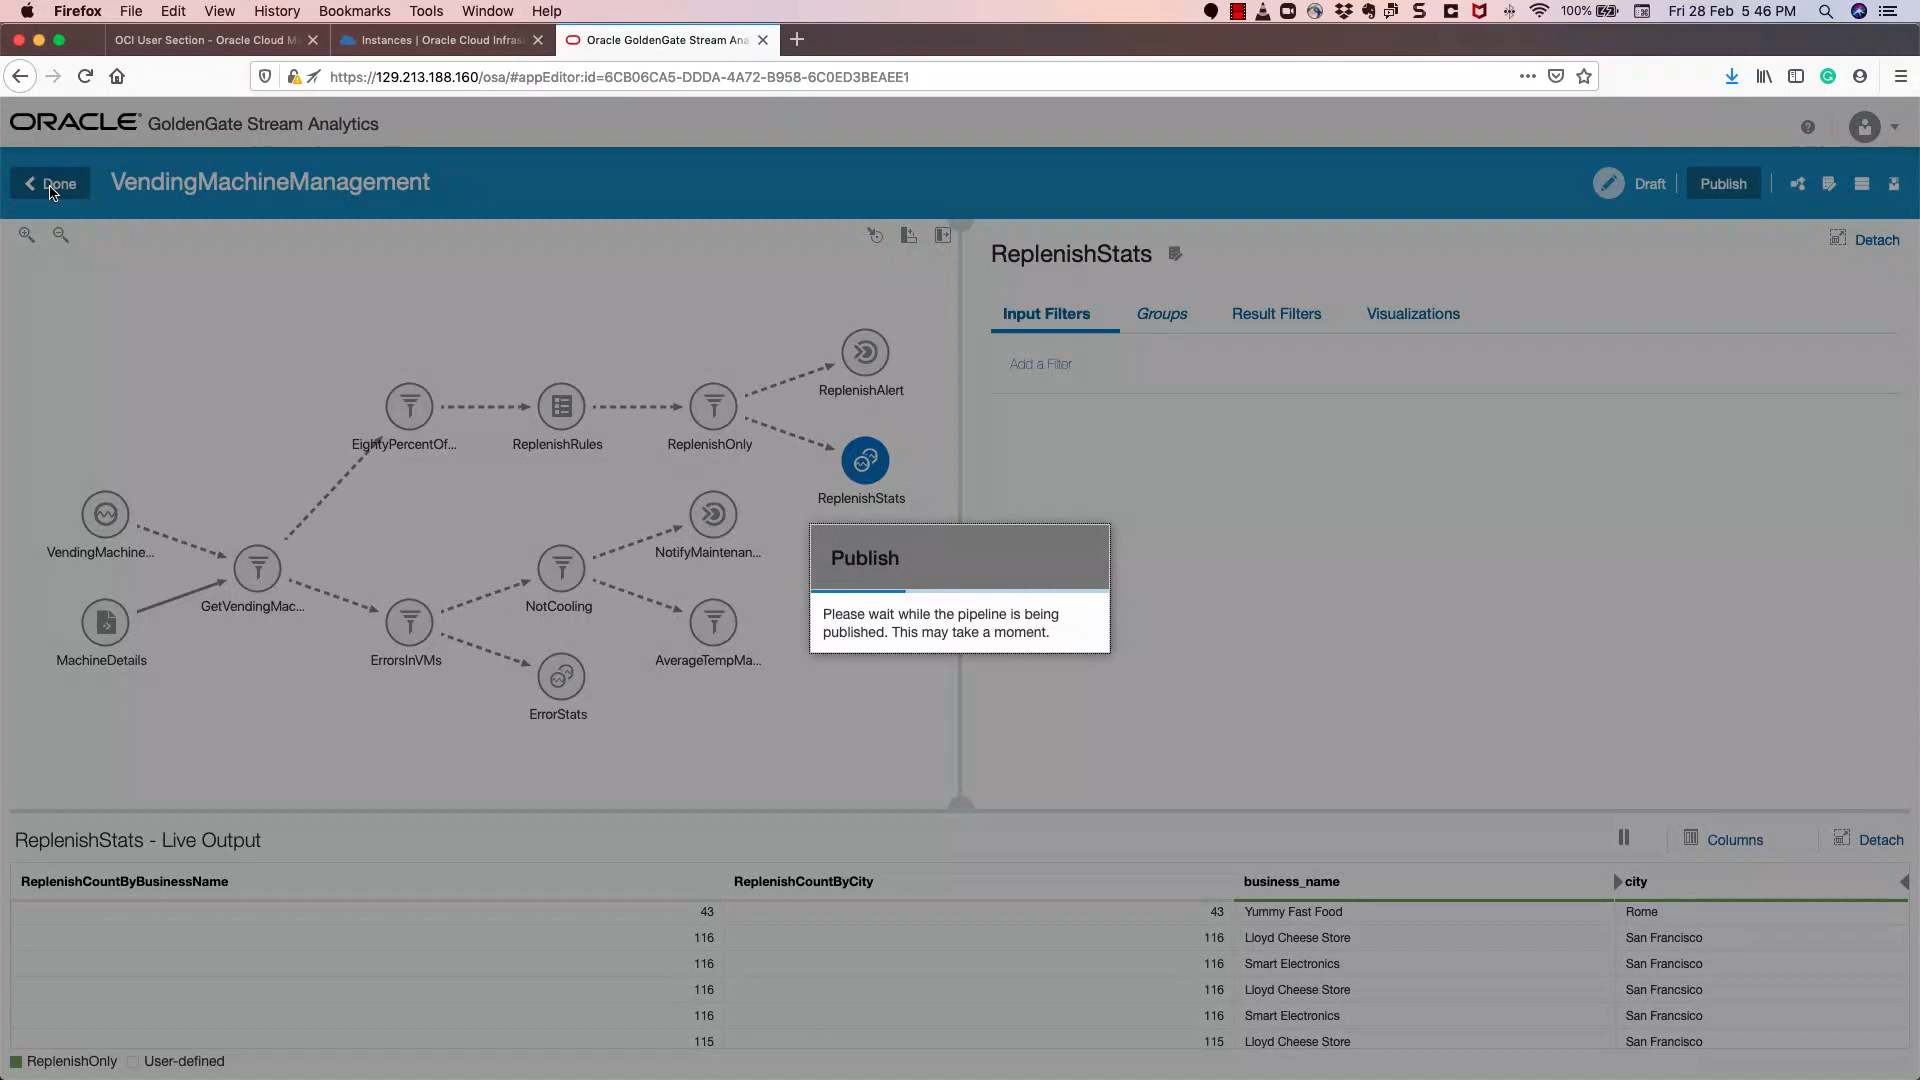 Firefox File Edit View History Bookmarks Tools Window Help 100% Fri 28 Feb 5:46 PM
OCI User Section - Oracle Cloud M Instances | Oracle Cloud Infras Oracle GoldenGate Stream Ana
https://129.213.188.160/osa/#appEditor:id=6CB06CA5-DDDA-4A72-B958-6C0ED3BEAEE1
ORACLE GoldenGate Stream Analytics
Done VendingMachineManagement Draft Publish
ReplenishStats Detach
Input Filters Groups Result Filters Visualizations
Add a Filter
ReplenishAlert
EightyPercentOf... ReplenishRules ReplenishOnly
ReplenishStats
VendingMachine... NotifyMaintenan...
GetVendingMac... NotCooling
MachineDetails ErrorsInVMs AverageTempMa...
ErrorStats
Publish
Please wait while the pipeline is being
published. This may take a moment.
ReplenishStats - Live Output Columns Detach
ReplenishCountByBusinessName ReplenishCountByCity business_name city
43 43 Yummy Fast Food Rome
116 116 Lloyd Cheese Store San Francisco
116 116 Smart Electronics San Francisco
116 116 Lloyd Cheese Store San Francsico
116 116 Smart Electronics San Francsico
115 115 Lloyd Cheese Store San Francisco
ReplenishOnly User-defined